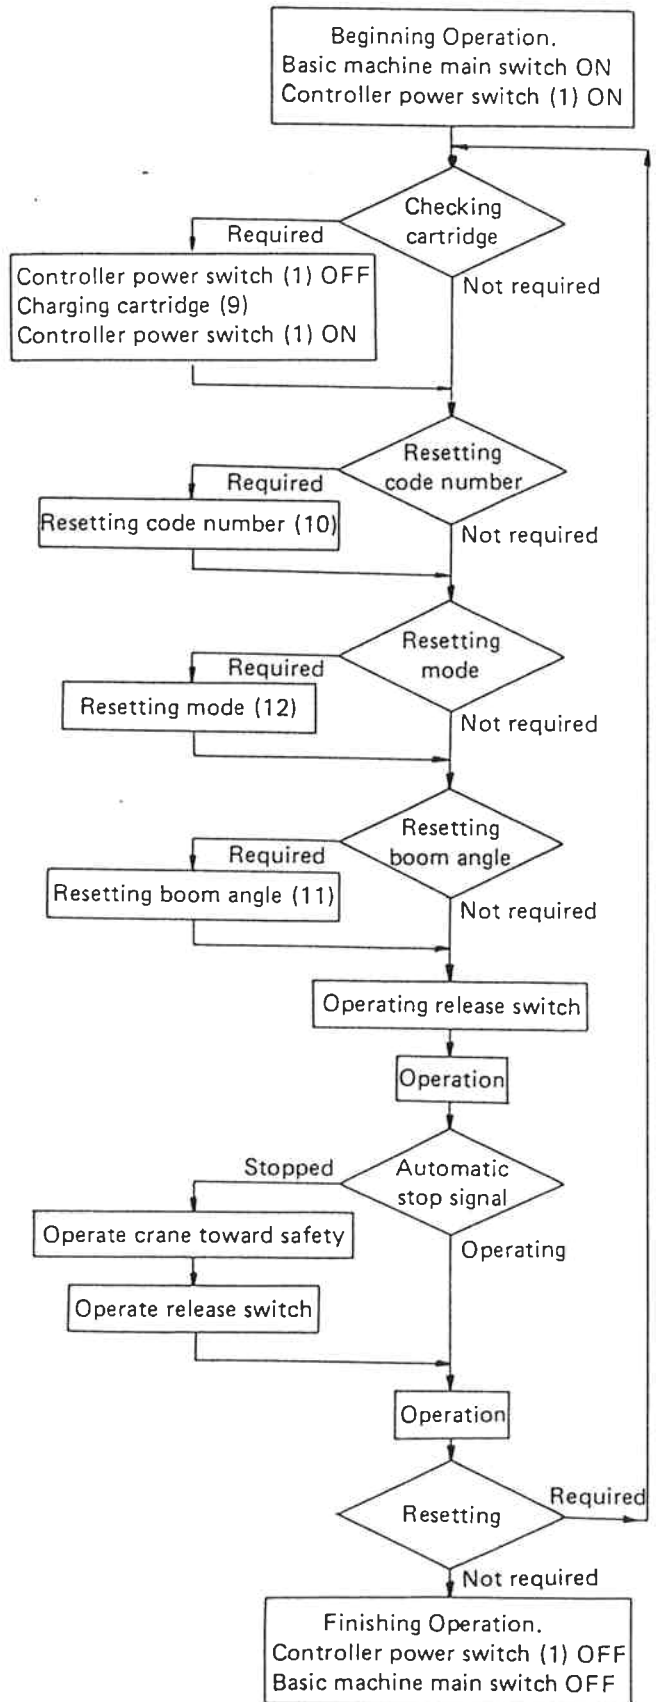 Beginning Operation.
Basic machine main switch ON
Controller power switch (1) ON
Checking
cartridge
Required
Not required
Controller power switch (1) OFF
Charging cartridge (9)
Controller power switch (1) ON
Resetting
code number
Required
Resetting code number (10)
Not required
Resetting
mode
Required
Resetting mode (12)
Not required
Resetting
boom angle
Required
Resetting boom angle (11)
Not required
Operating release switch
Operation
Automatic
stop signal
Stopped
Operate crane toward safety
Operating
Operate release switch
Operation
Resetting
Required
Not required
Finishing Operation.
Controller power switch (1) OFF
Basic machine main switch OFF